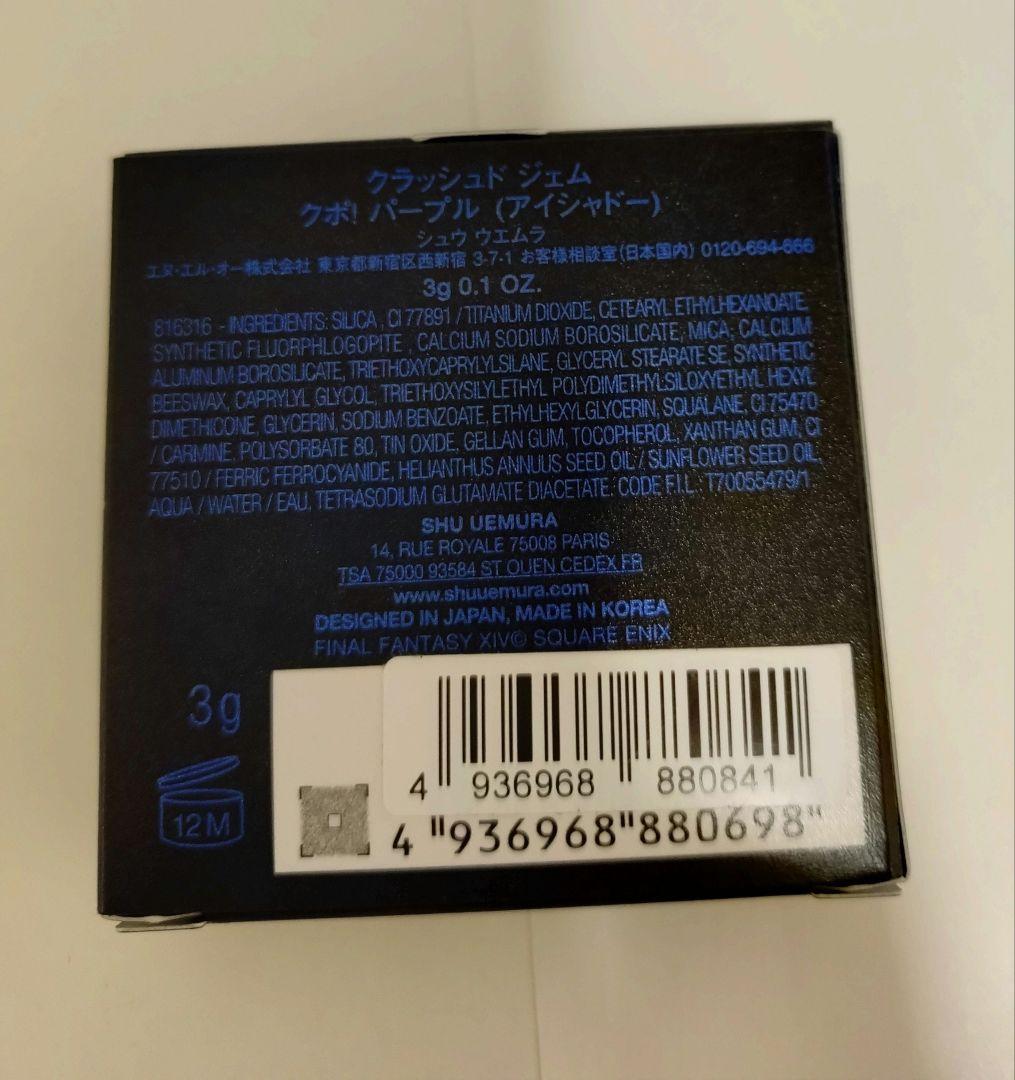 クラッシュド ジェム
クポ! パープル (アイシャドー)
シュウ ウエムラ
エヌ・エル・オー株式会社 東京都新宿区西新宿 3-7-1 お客様相談室(日本国内) 0120-694-666
3g 0.1 OZ.
816316 - INGREDIENTS: SILICA , CI 77891 / TITANIUM DIOXIDE, CETEARYL ETHYLHEXANOATE,
SYNTHETIC FLUORPHLOGOPITE , CALCIUM SODIUM BOROSILICATE, MICA, CALCIUM
ALUMINUM BOROSILICATE, TRIETHOXYCAPRYLYLSILANE, GLYCERYL STEARATE SE, SYNTHETIC
BEESWAX, CAPRYLYL GLYCOL, TRIETHOXYSILYLETHYL POLYDIMETHYLSILOXYETHYL HEXYL
DIMETHICONE, GLYCERIN, SODIUM BENZOATE, ETHYLHEXYLGLYCERIN, SQUALANE, CI 75470
/ CARMINE, POLYSORBATE 80, TIN OXIDE, GELLAN GUM, TOCOPHEROL, XANTHAN GUM, CI
77510 / FERRIC FERROCYANIDE, HELIANTHUS ANNUUS SEED OIL / SUNFLOWER SEED OIL,
AQUA / WATER / EAU, TETRASODIUM GLUTAMATE DIACETATE. CODE F.I.L. T70055479/1
SHU UEMURA
14, RUE ROYALE 75008 PARIS
TSA 75000 93584 ST OUEN CEDEX FR
www.shuuemura.com
DESIGNED IN JAPAN, MADE IN KOREA
FINAL FANTASY XIV© SQUARE ENIX
3g
12M
4 936968 880841
4 "936968"880698"